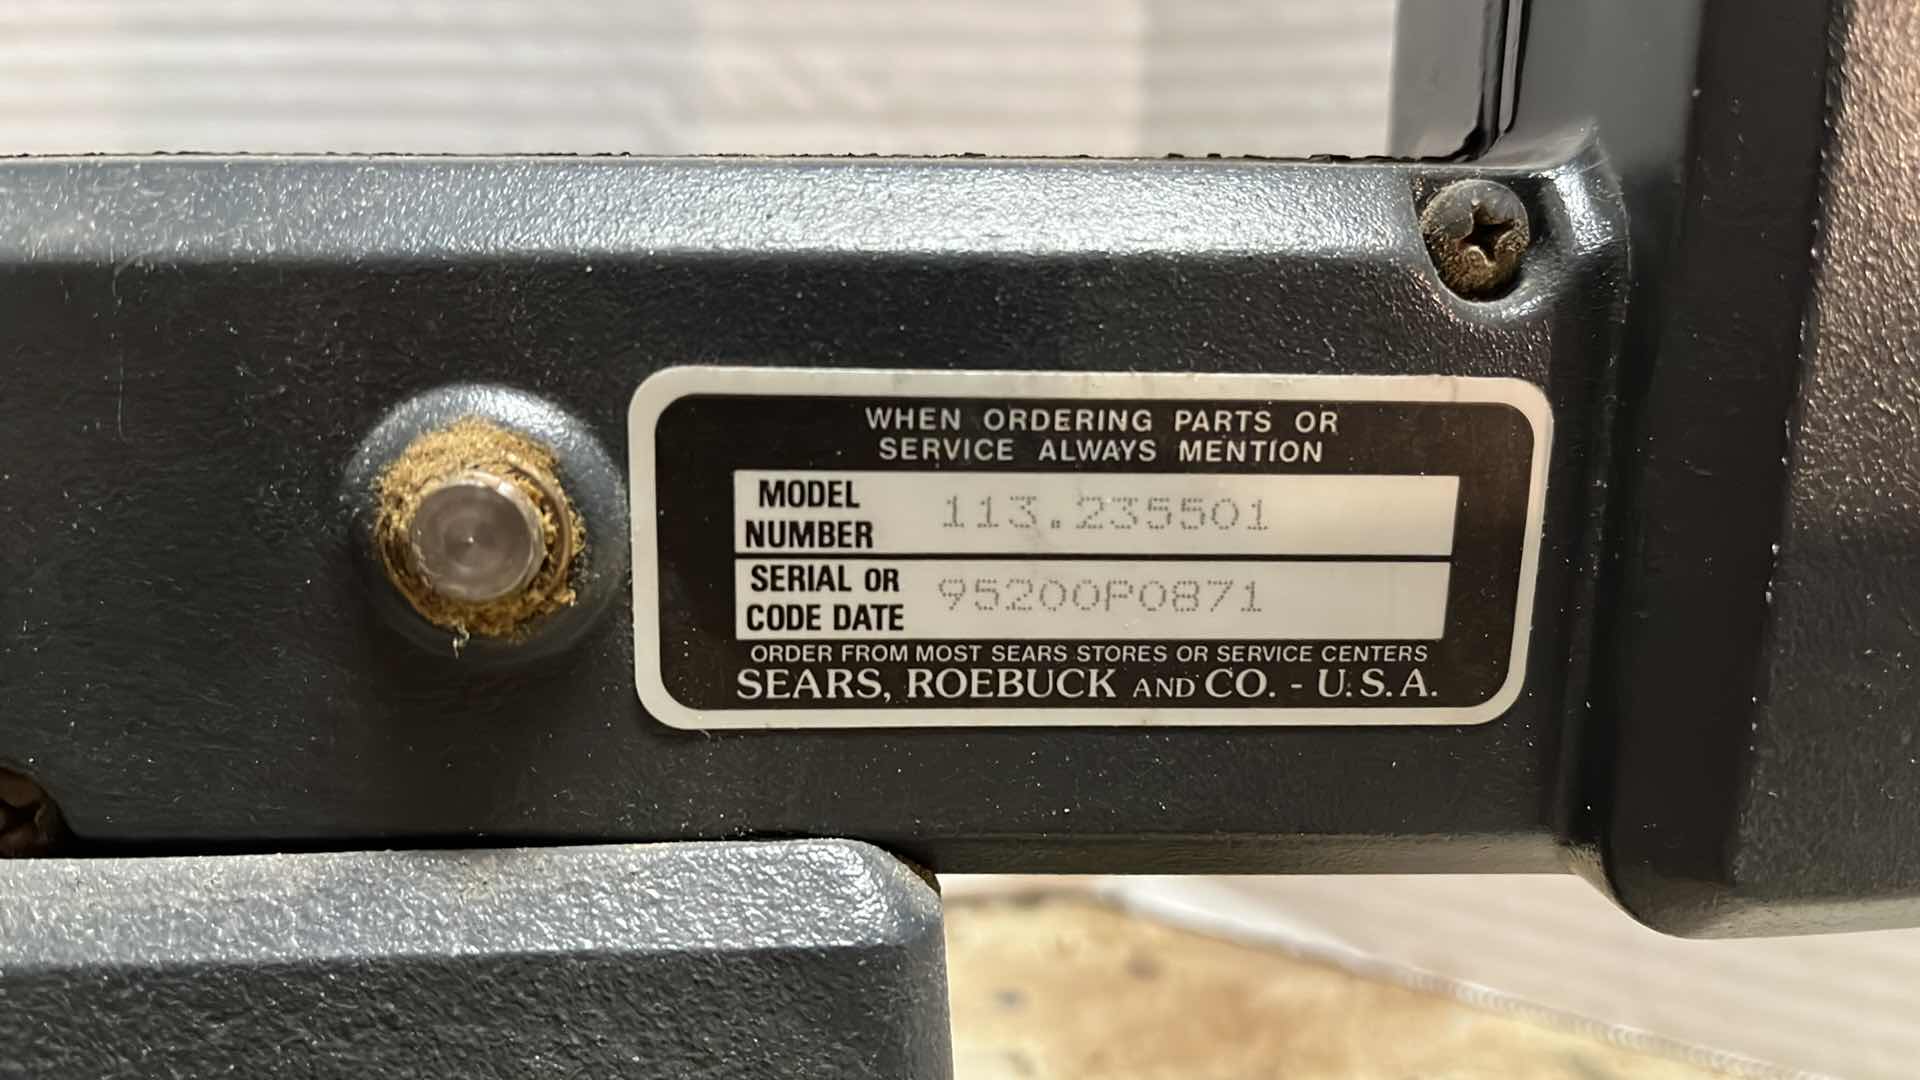 WHEN ORDERING PARTS OR
SERVICE ALWAYS MENTION
MODEL
NUMBER
113.235501
SERIAL OR
CODE DATE
95200P0871
ORDER FROM MOST SEARS STORES OR SERVICE CENTERS
SEARS, ROEBUCK AND CO. - U.S.A.